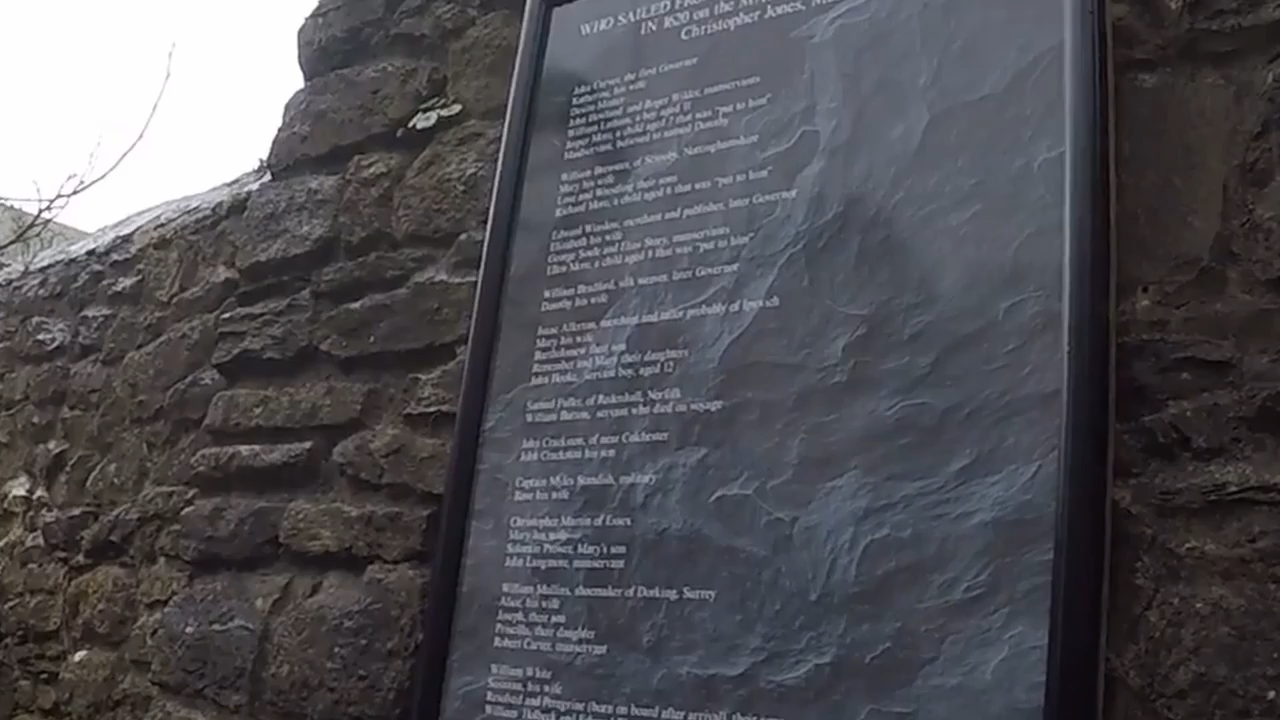 WHO SAILED FR
IN 1620 on the MA
Christopher Jones, Ma
John Carver, the first Governor
Katherine, his wife
Desire Minter
John Howland and Roger Wilder, manservants
William Latham, a boy aged 11
Jasper More, a child aged 7 that was "put to him"
Maidservant, believed to named Dorothy
William Brewster, of Scrooby, Nottinghamshire
Mary his wife
Love and Wrestling their sons
Richard More, a child aged 6 that was "put to him"
Edward Winslow, merchant and publisher, later Governor
Elizabeth his wife
George Soule and Elias Story, manservants
Ellen More, a child aged 8 that was "put to him"
William Bradford, silk weaver, later Governor
Dorothy his wife
Isaac Allerton, merchant and tailor probably of Ipswich
Mary his wife
Bartholomew their son
Remember and Mary their daughters
John Hooke, Servant boy, aged 12
Samuel Fuller, of Redenhall, Norfolk
William Butten, servant who died on voyage
John Crackston, of near Colchester
John Crackston his son
Captain Myles Standish, military
Rose his wife
Christopher Martin of Essex
Mary his wife
Solomon Prower, Mary's son
John Langmore, manservant
William Mullins, shoemaker of Dorking, Surrey
Alice, his wife
Joseph, their son
Priscilla, their daughter
Robert Carter, manservant
William White
Susanna, his wife
Resolved and Peregrine (born on board after arrival), their
William Holbeck and